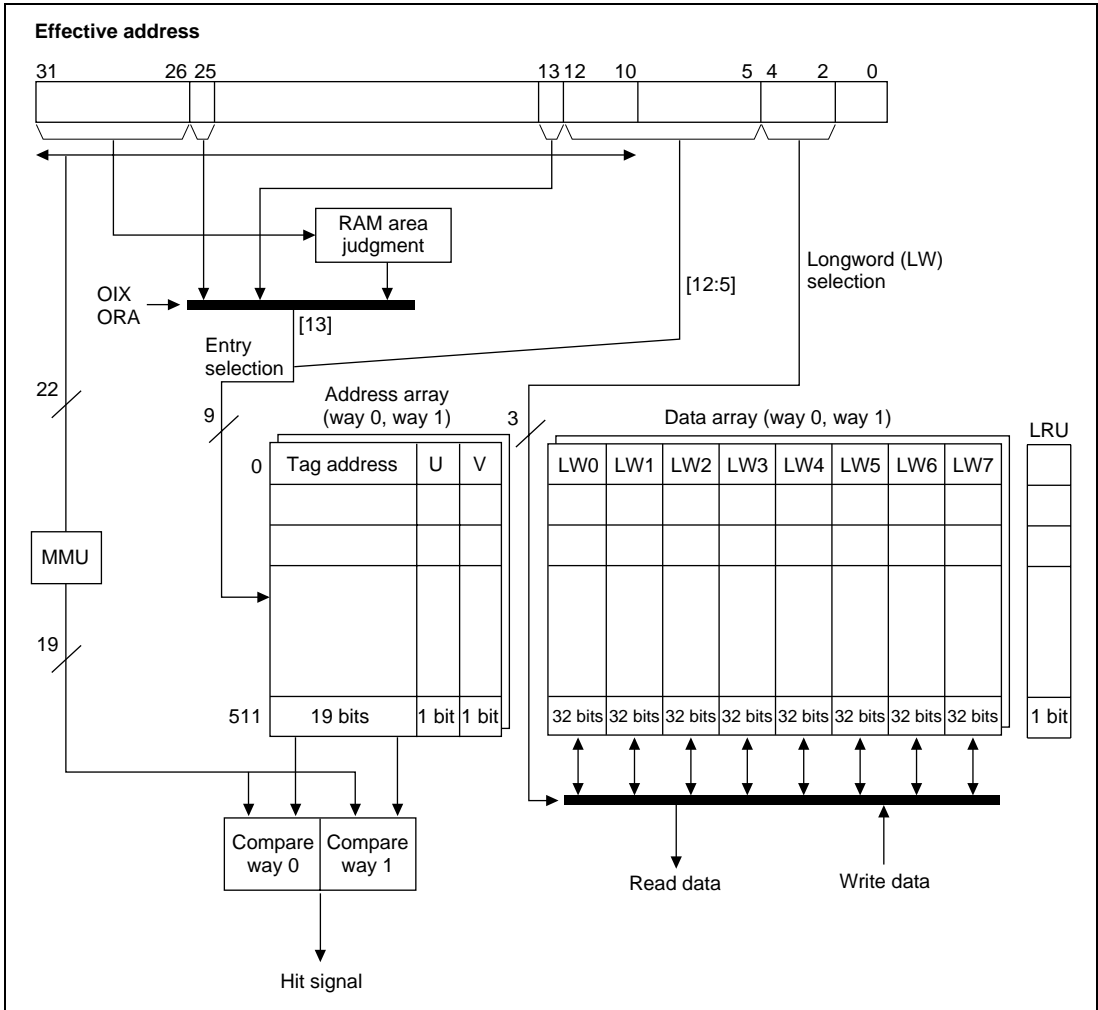 Effective address
31 26 25 13 12 10 5 4 2 0
RAM area
judgment
Longword (LW)
selection
[12:5]
OIX
ORA
[13]
Entry
selection
22
9
3
Address array
(way 0, way 1)
Data array (way 0, way 1)
LRU
0 Tag address U V
LW0 LW1 LW2 LW3 LW4 LW5 LW6 LW7
MMU
19
511 19 bits 1 bit 1 bit
32 bits 32 bits 32 bits 32 bits 32 bits 32 bits 32 bits 32 bits
1 bit
Compare
way 0
Compare
way 1
Read data
Write data
Hit signal